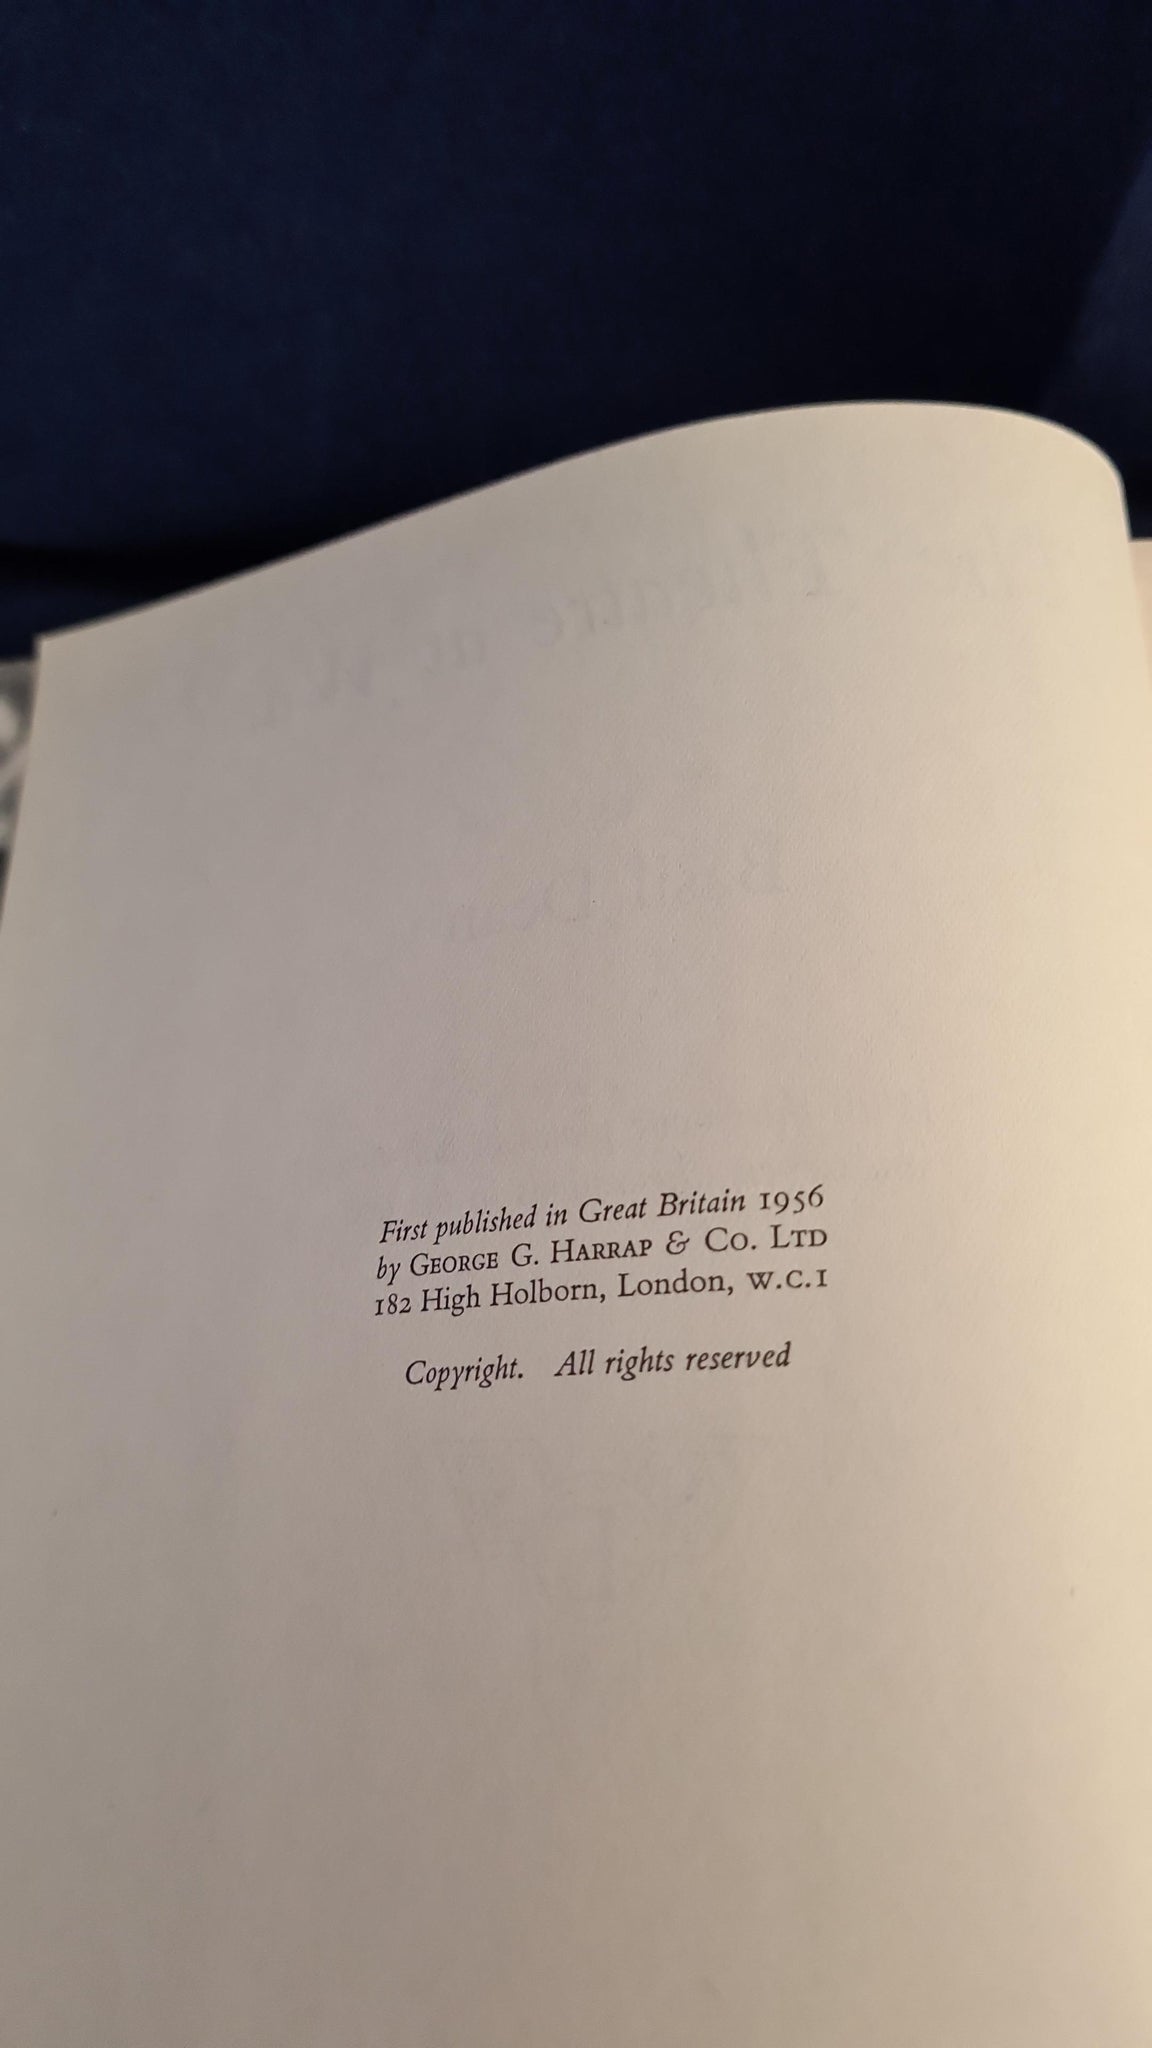 First published in Great Britain 1956
by GEORGE G. HARRAP & CO. LTD
182 High Holborn, London, W.C.1
Copyright. All rights reserved